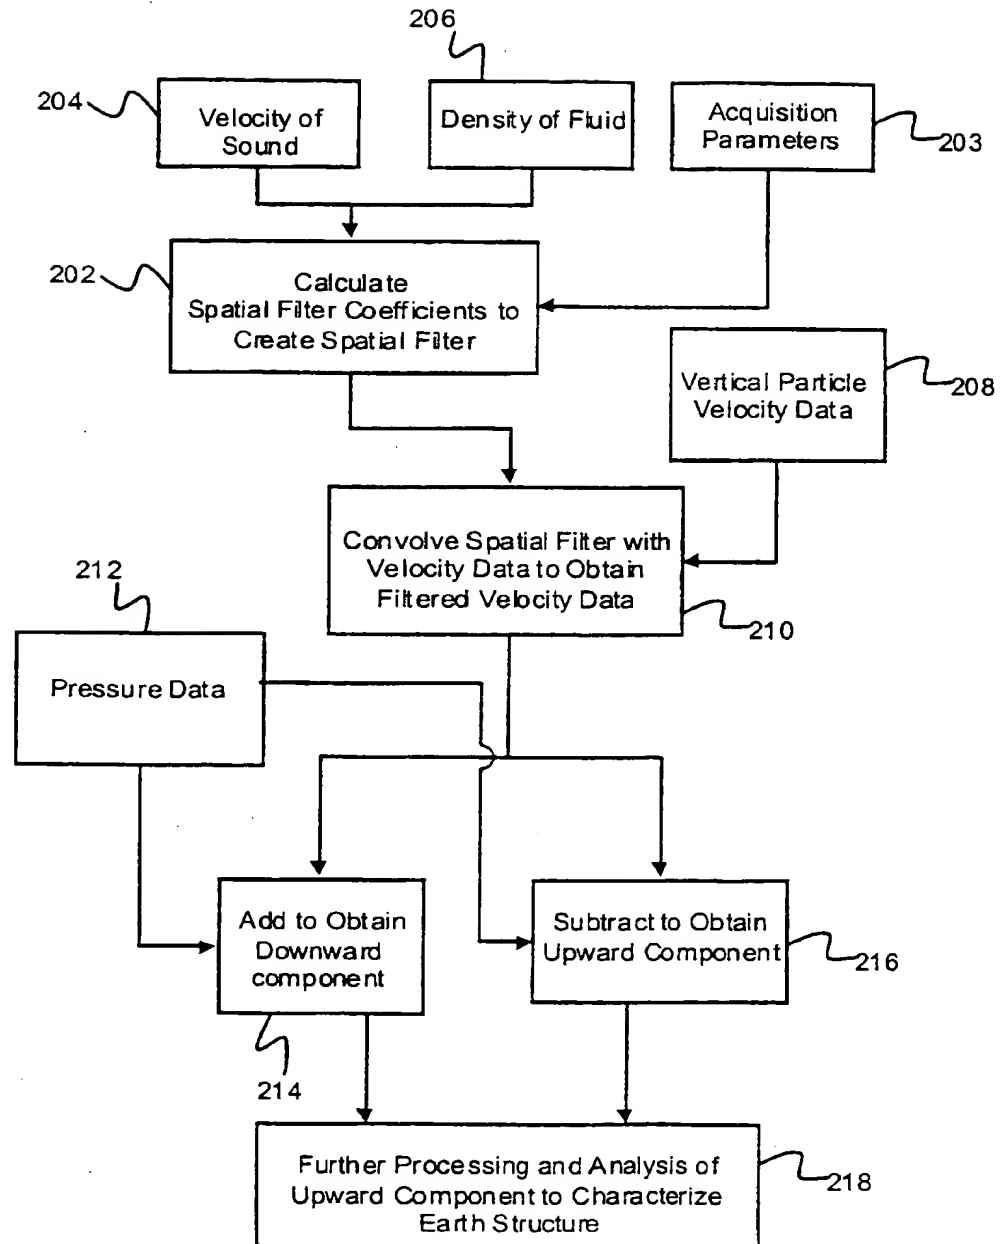 206
204
Velocity of
Sound
Density of Fluid
Acquisition
Parameters
203
202
Calculate
Spatial Filter Coefficients to
Create Spatial Filter
Vertical Particle
Velocity Data
208
Convolve Spatial Filter with
Velocity Data to Obtain
Filtered Velocity Data
210
212
Pressure Data
Add to Obtain
Downward
component
214
Subtract to Obtain
Upward Component
216
Further Processing and Analysis of
Upward Component to Characterize
Earth Structure
218